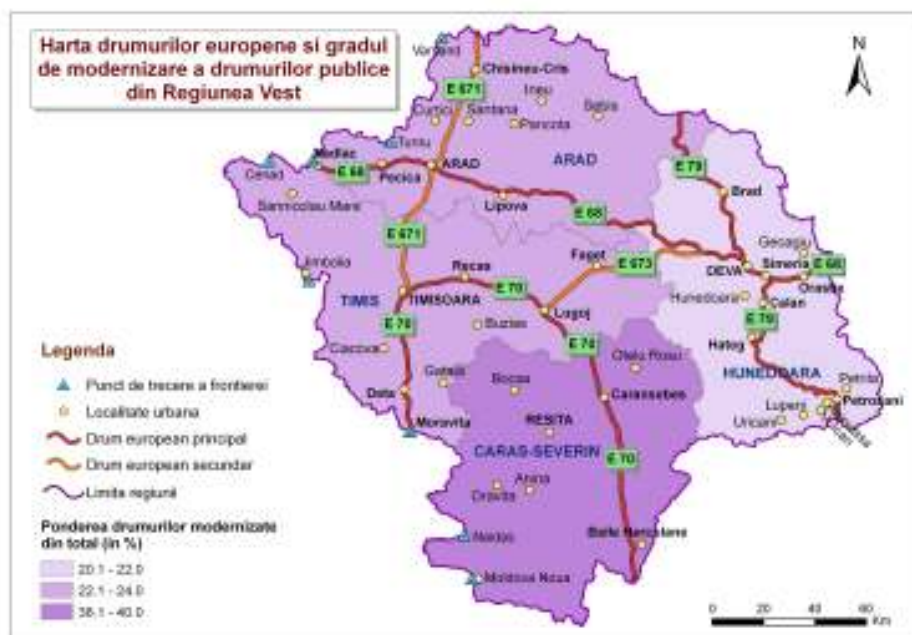 Harta drumurilor europene si gradul
de modernizare a drumurilor publice
din Regiunea Vest
N
Varsand
Chisineu-Cris
E 671
Ineu
Curtici
Santana
Sebis
Pancota
Turnu
Nadlac
ARAD
ARAD
E 79
Cenad
E 68
Pecica
Brad
Sannicolau Mare
Lipova
E 68
E 671
Geoagiu
Faget
E 673
Simeria
E 68
Jimbolia
Recas
DEVA
Orastie
TIMIS
TIMISOARA
E 70
Hunedoara
Calan
Lugoj
E 70
Buzias
E 79
E 70
Ciacova
Otelu Rosu
Hateg
Legenda
Gataia
Bocsa
HUNEDOARA
Petrila
Punct de trecere a frontierei
Deta
Caransebes
Petrosani
Localitate urbana
Moravita
RESITA
Lupeni
Uricani
Drum european principal
CARAS-SEVERIN
Drum european secundar
E 70
Limita regiunii
Anina
Oravita
Ponderea drumurilor modernizate
din total (in %)
Naidas
Baile Herculane
20.1 - 22.0
22.1 - 24.0
Moldova Noua
38.1 - 40.0
0 20 40 60
Km